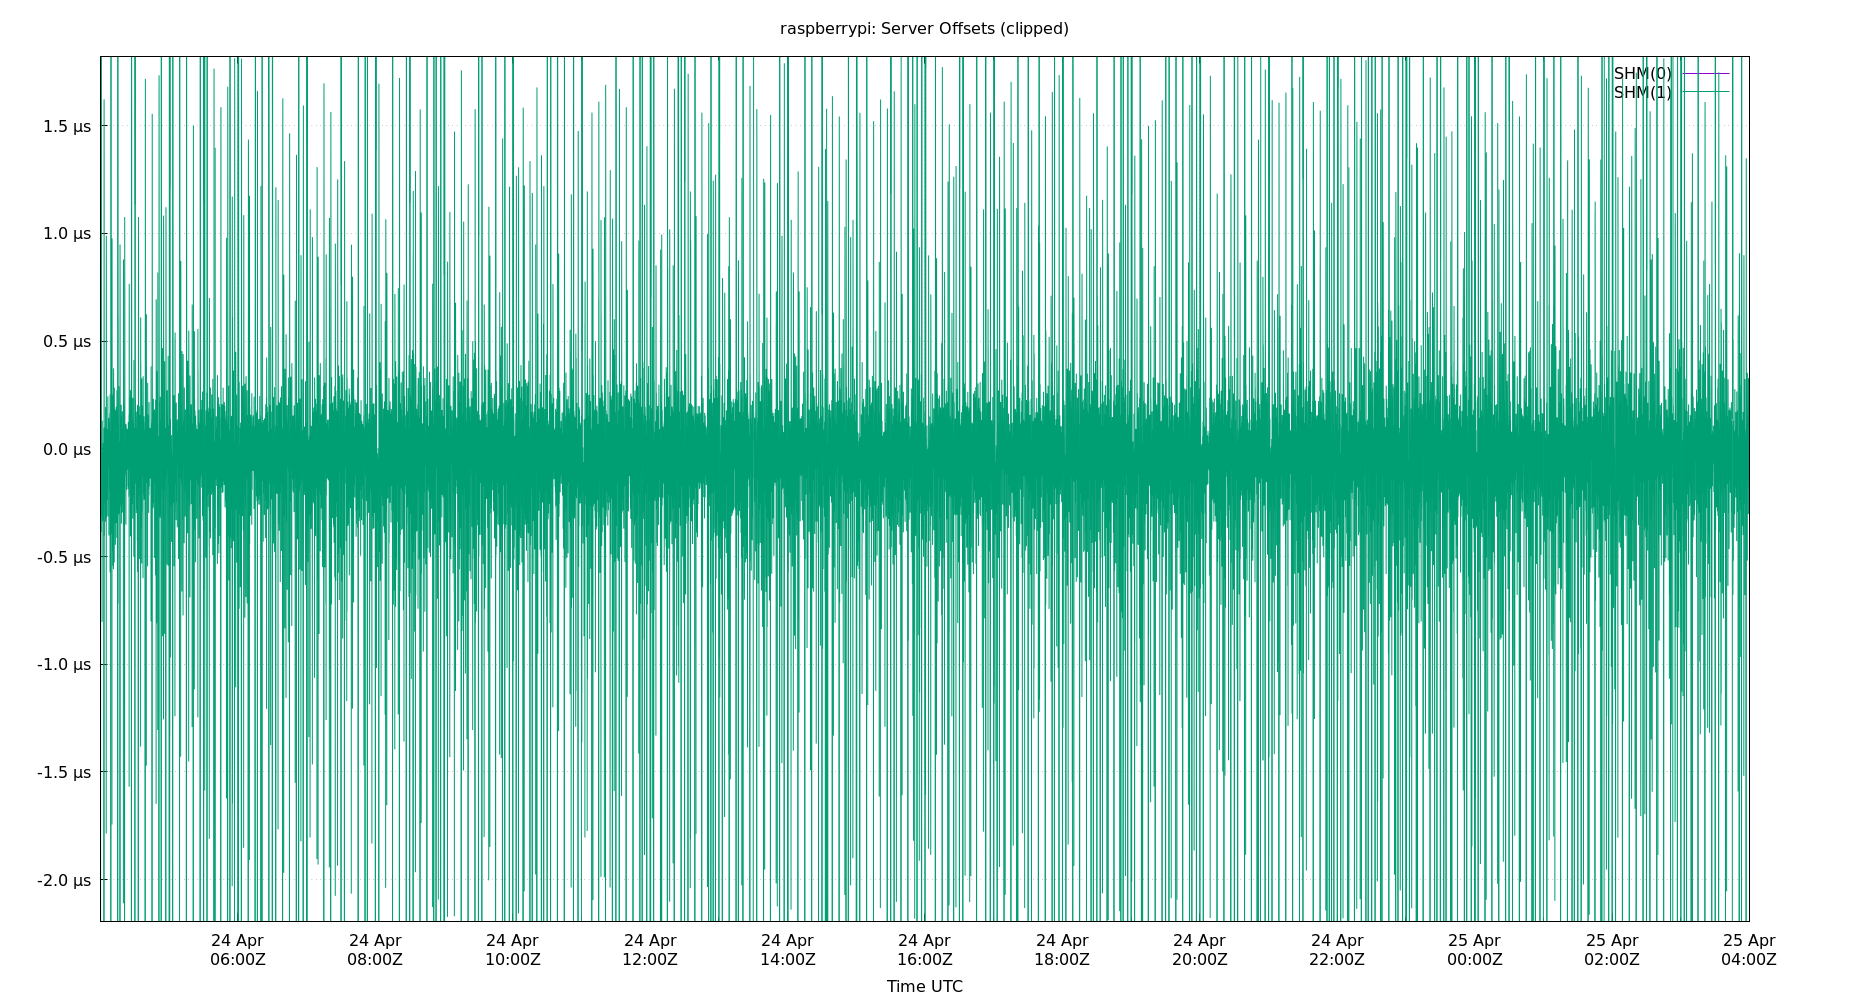 raspberrypi: Server Offsets (clipped)
SHM(0)
SHM(1)
1.5 µs
1.0 µs
0.5 µs
0.0 µs
-0.5 µs
-1.0 µs
-1.5 µs
-2.0 µs
24 Apr 24 Apr 24 Apr 24 Apr 24 Apr 24 Apr 24 Apr 24 Apr 24 Apr 25 Apr 25 Apr 25 Apr
06:00Z 08:00Z 10:00Z 12:00Z 14:00Z 16:00Z 18:00Z 20:00Z 22:00Z 00:00Z 02:00Z 04:00Z
Time UTC